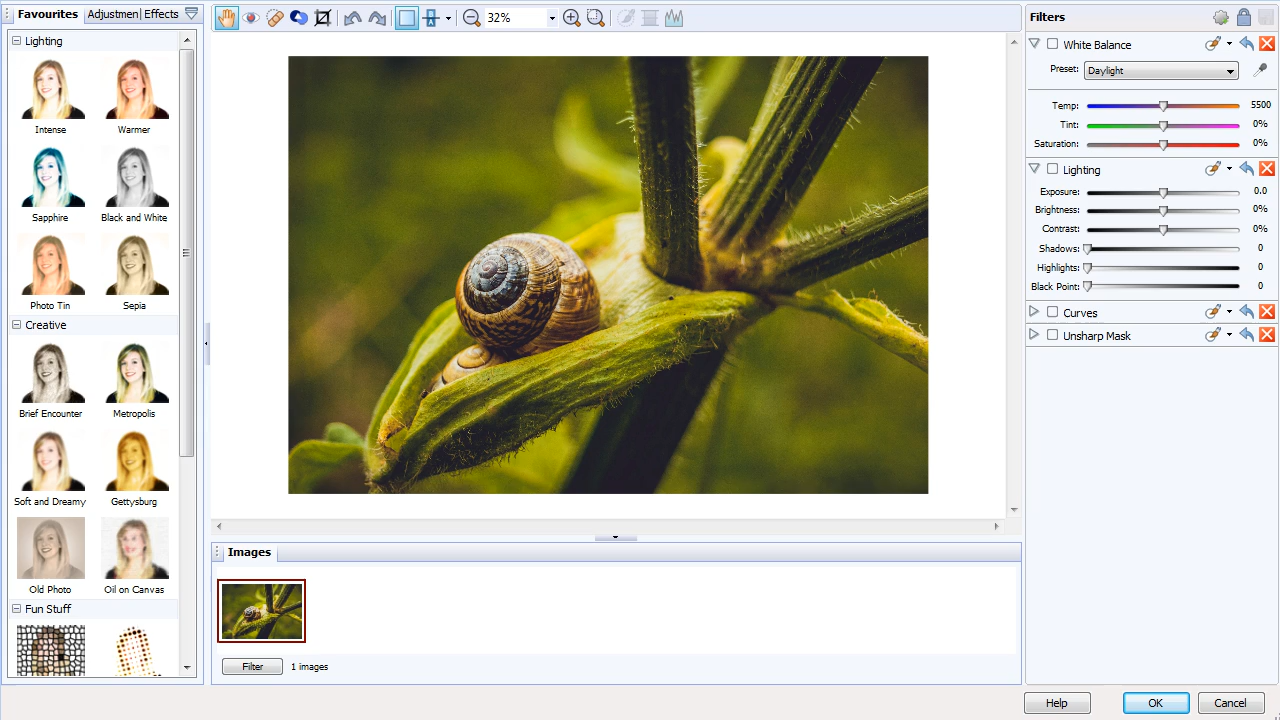 Favourites
Adjustmen
Effects
Lighting
Intense
Warmer
Sapphire
Black and White
Photo Tin
Sepia
Creative
Brief Encounter
Metropolis
Soft and Dreamy
Gettysburg
Old Photo
Oil on Canvas
Fun Stuff
32%
Images
Filter
1 images
Filters
White Balance
Preset:
Daylight
Temp:
5500
Tint:
0%
Saturation:
0%
Lighting
Exposure:
0.0
Brightness:
0%
Contrast:
0%
Shadows:
0
Highlights:
0
Black Point:
0
Curves
Unsharp Mask
Help
OK
Cancel